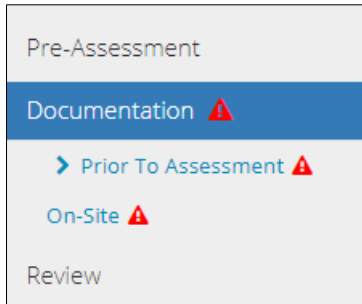 Pre-Assessment
Documentation
Prior To Assessment
On-Site
Review